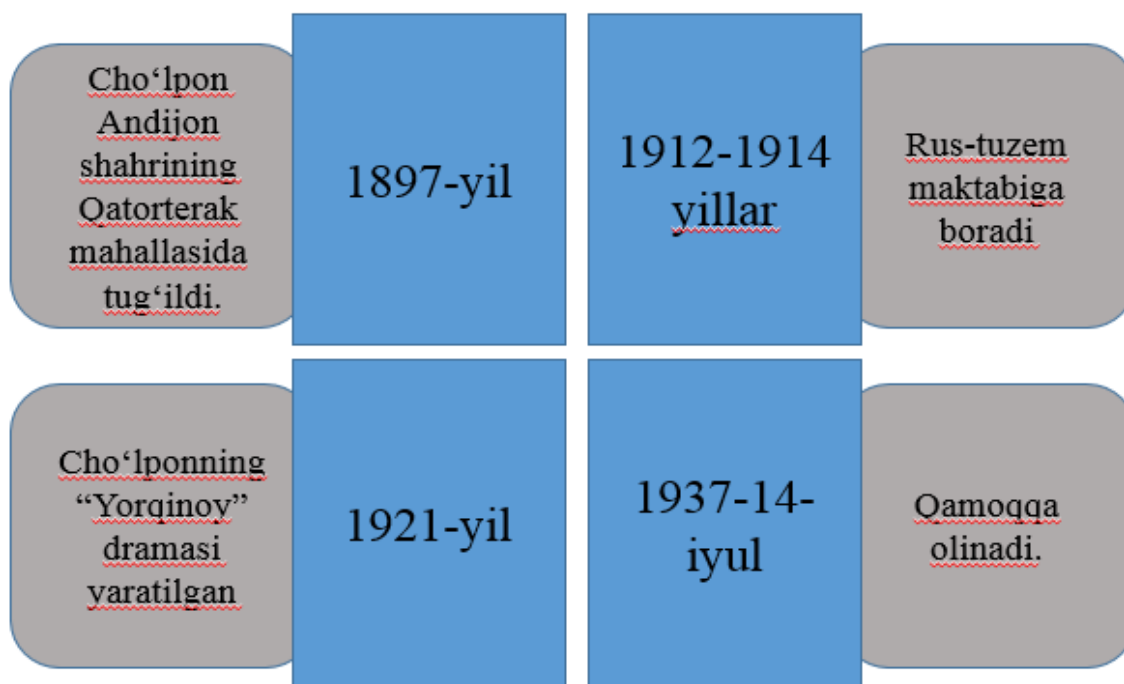 Cho‘lpon
Andijon
shahrining
Qatorterak
mahallasida
tug‘ildi.
1897-yil
1912-1914
yillar
Rus-tuzem
maktabiga
boradi
Cho‘lponning
“Yorqinoy”
dramasi
yaratilgan
1921-yil
1937-14-
iyul
Qamoqqa
olinadi.